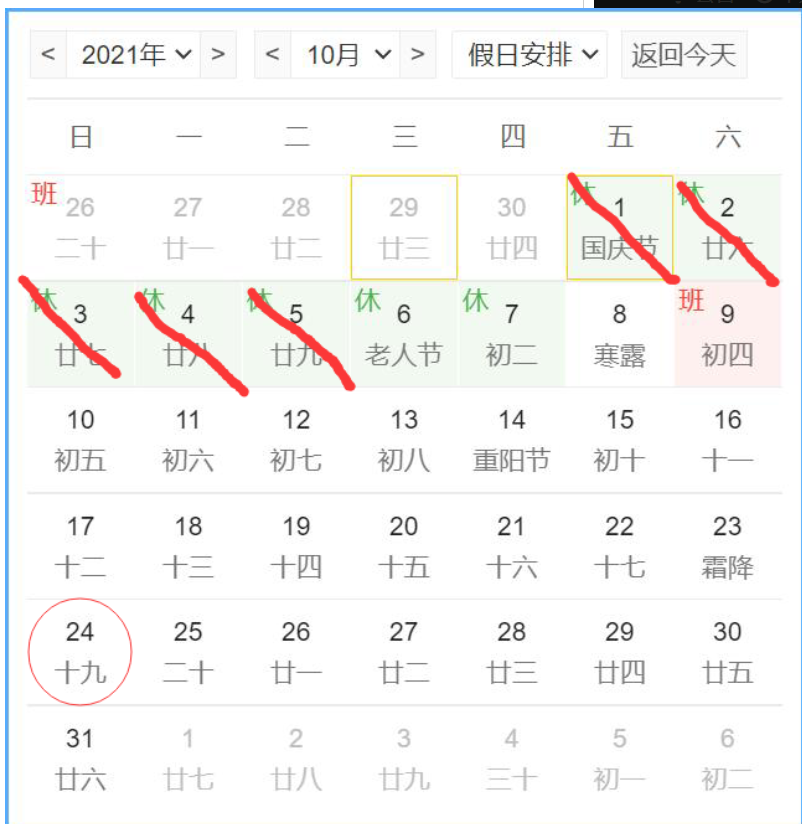 < 2021年 > < 10月 > 假日安排 返回今天
日 一 二 三 四 五 六
班 26 27 28 29 30 休 1 休 2
二十 廿一 廿二 廿三 廿四 国庆节 廿六
休 3 休 4 休 5 休 6 休 7 8 班 9
廿七 廿八 廿九 老人节 初二 寒露 初四
10 11 12 13 14 15 16
初五 初六 初七 初八 重阳节 初十 十一
17 18 19 20 21 22 23
十二 十三 十四 十五 十六 十七 霜降
24 25 26 27 28 29 30
十九 二十 廿一 廿二 廿三 廿四 廿五
31 1 2 3 4 5 6
廿六 廿七 廿八 廿九 三十 初一 初二